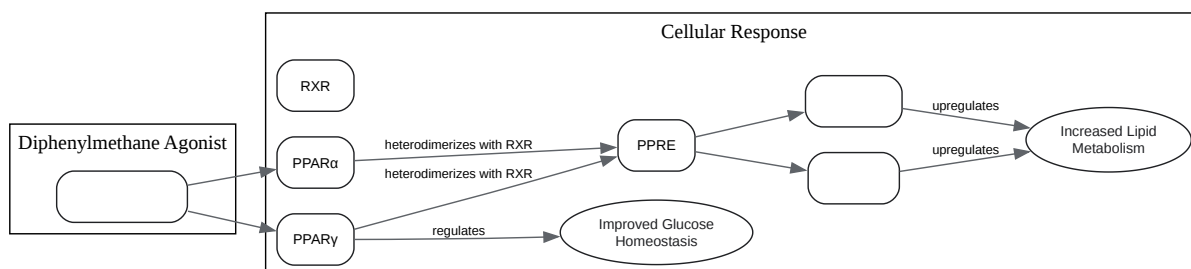 Cellular Response
RXR
Diphenylmethane Agonist
PPARα
heterodimerizes with RXR
heterodimerizes with RXR
PPRE
upregulates
upregulates
Increased Lipid
Metabolism
PPARγ
regulates
Improved Glucose
Homeostasis